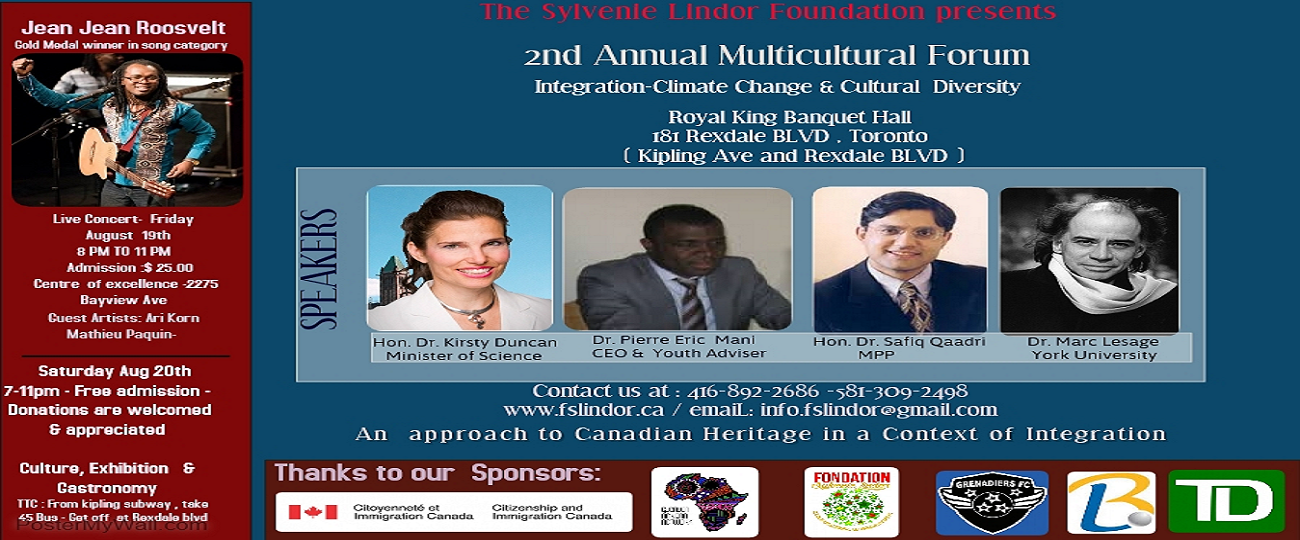 Jean Jean Roosvelt
Gold Medal winner in song category
Live Concert- Friday
August 19th
8 PM TO 11 PM
Admission :$ 25.00
Centre of excellence -2275
Bayview Ave
Guest Artists: Ari Korn
Mathieu Paquin-
Saturday Aug 20th
7-11pm - Free admission -
Donations are welcomed
& appreciated
Culture, Exhibition &
Gastronomy
TTC : From kipling subway , take
45 Bus - Get off at Rexdale blvd
PosterMyWall.com
The Sylvenie Lindor Foundation presents
2nd Annual Multicultural Forum
Integration-Climate Change & Cultural Diversity
Royal King Banquet Hall
181 Rexdale BLVD , Toronto
( Kipling Ave and Rexdale BLVD )
SPEAKERS
Hon. Dr. Kirsty Duncan
Minister of Science
Dr. Pierre Eric Mani
CEO & Youth Adviser
Hon. Dr. Safiq Qaadri
MPP
Dr. Marc Lesage
York University
Contact us at : 416-892-2686 -581-309-2498
www.fslindor.ca / emaiL: info.fslindor@gmail.com
An approach to Canadian Heritage in a Context of Integration
Thanks to our Sponsors:
Citoyenneté et
Immigration Canada
Citizenship and
Immigration Canada
FONDATION
GRENADIERS FC
B
TD